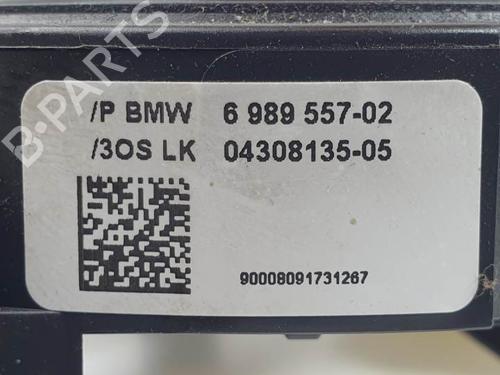 B-PARTS
/P BMW 6 989 557-02
/3OS LK 04308135-05
90008091731267